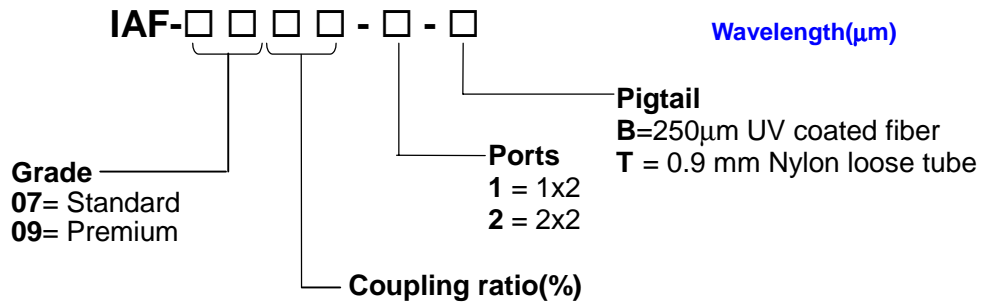 IAF-□ □ □ □ - □ - □
Wavelength(μm)
Pigtail
B=250μm UV coated fiber
T = 0.9 mm Nylon loose tube
Ports
1 = 1x2
2 = 2x2
Grade
07= Standard
09= Premium
Coupling ratio(%)